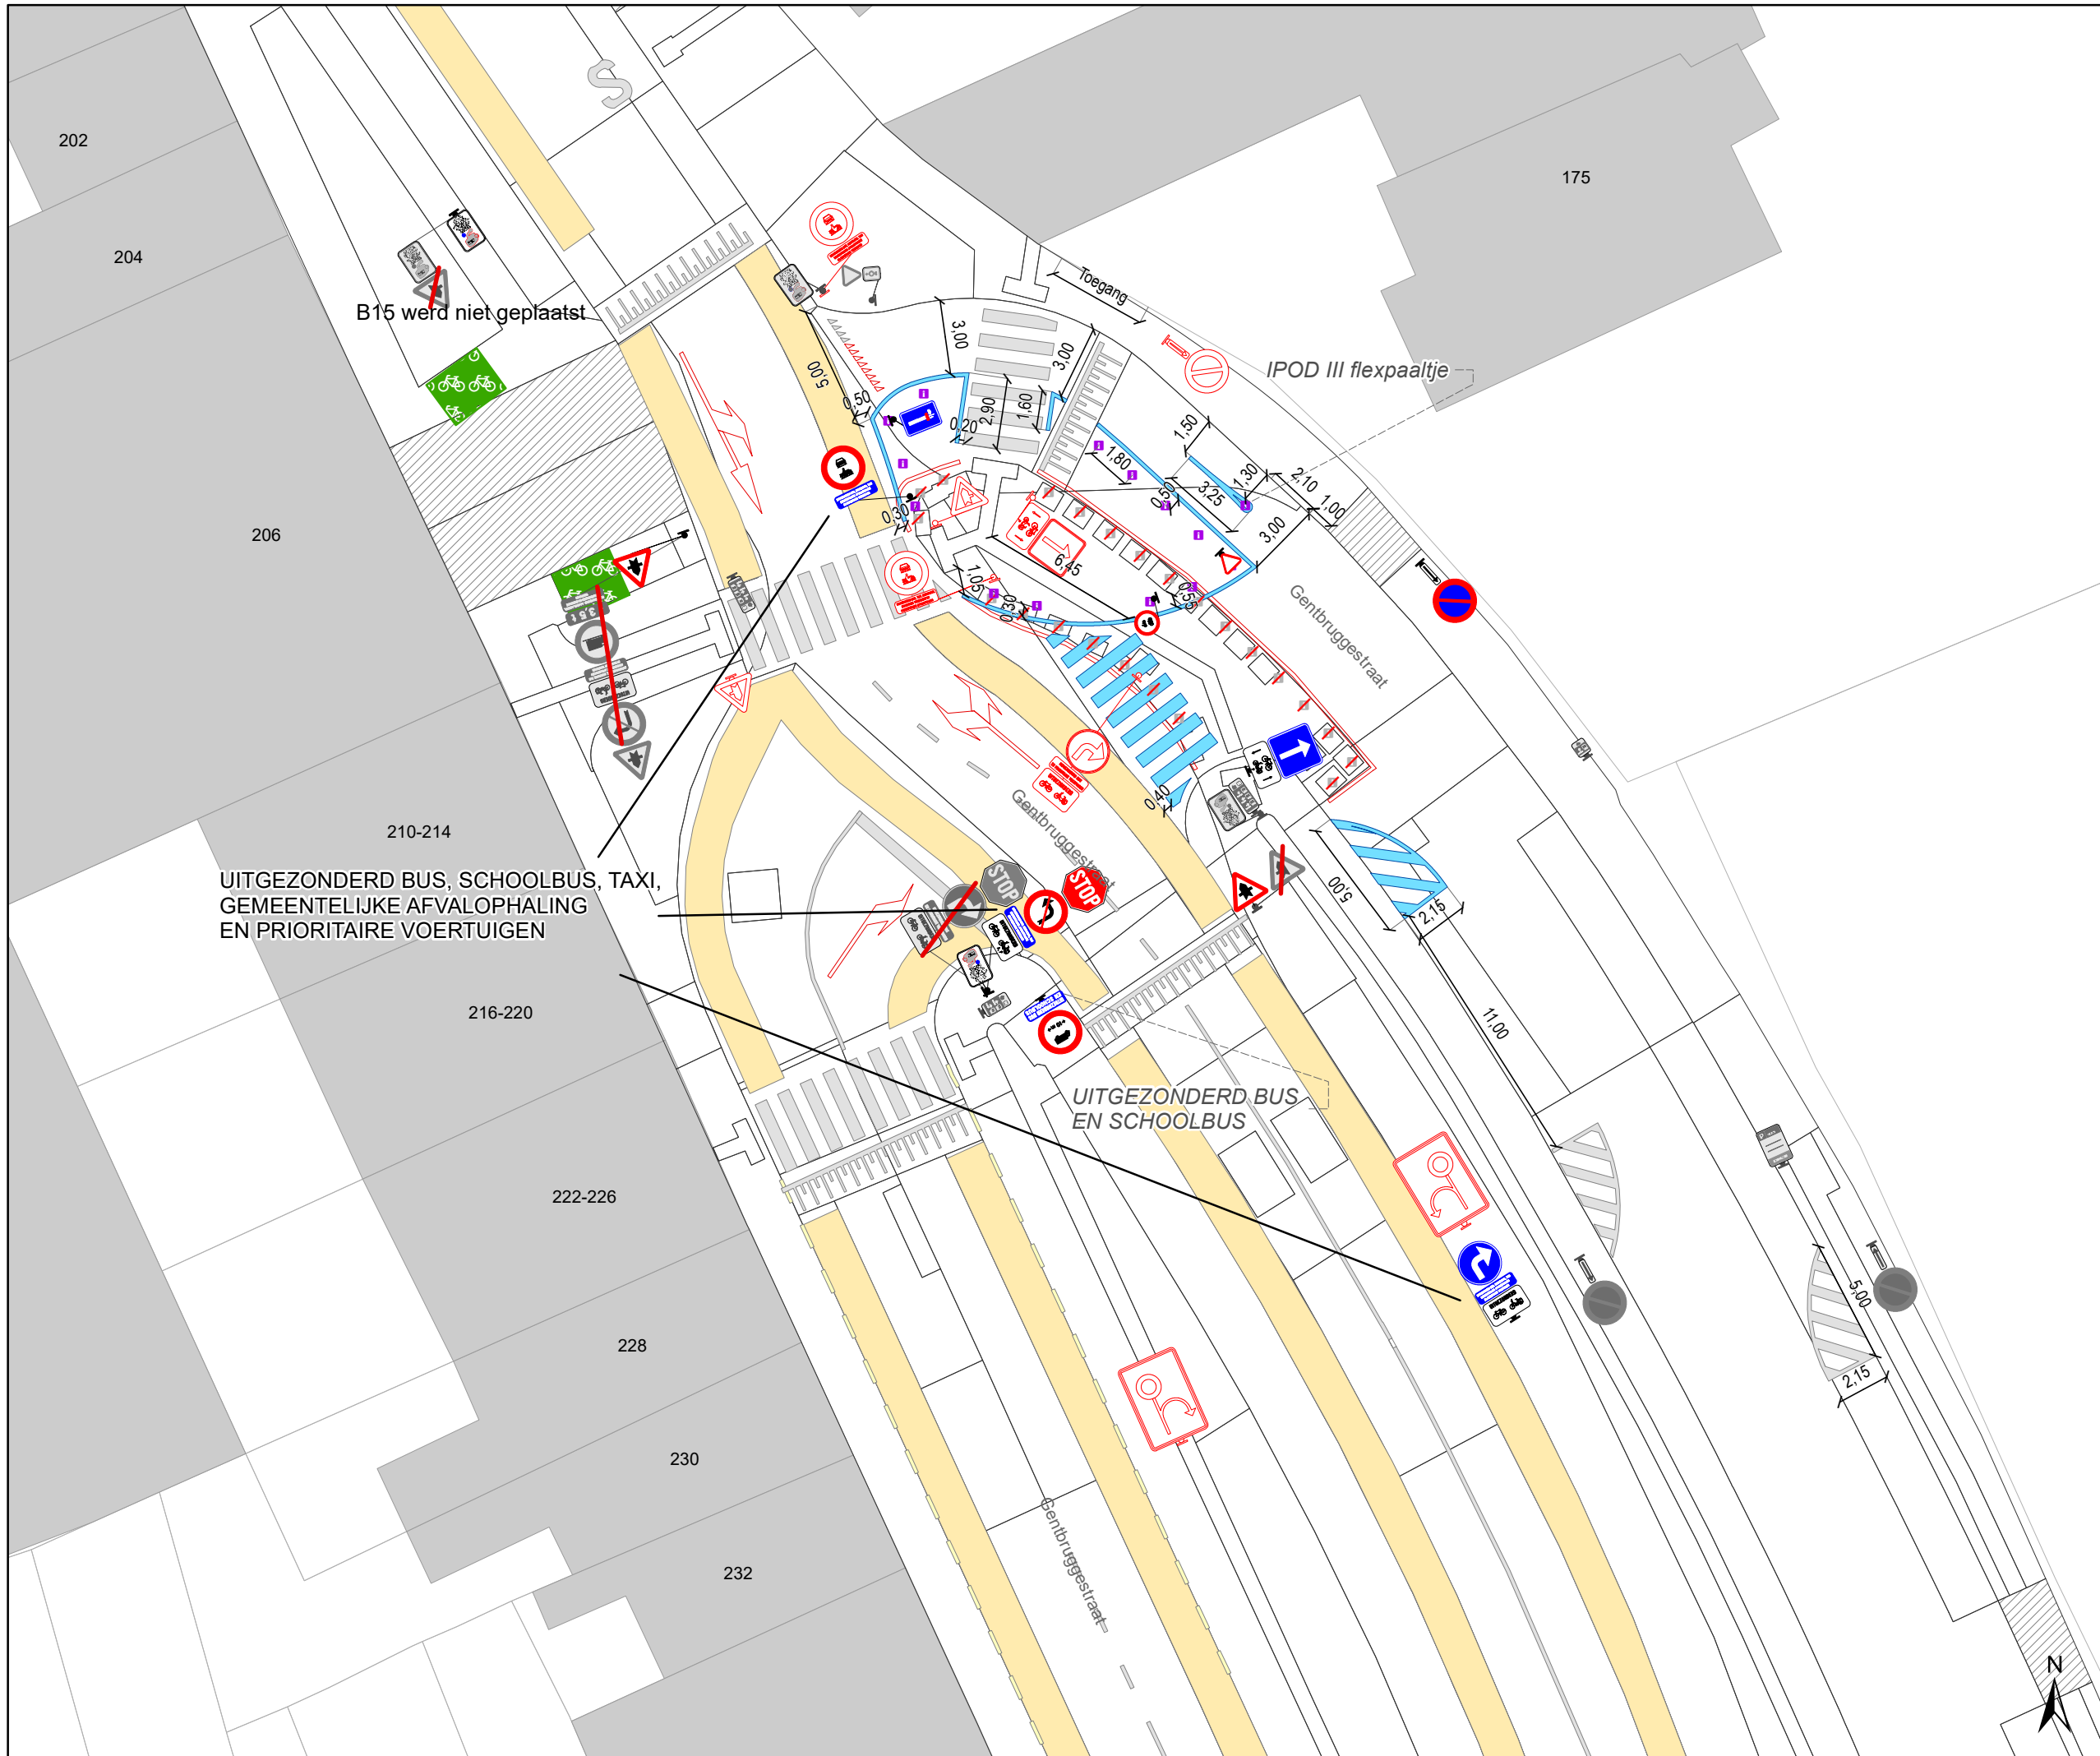 202
204
206
210-214
216-220
222-226
228
230
232
175
S
B15 werd niet geplaatst
Toegang
IPOD III flexpaaltje
3,00
5,00
0,50
0,20
2,90
1,60
3,00
1,80
0,50
1,50
3,25
1,30
2,10
1,00
3,00
0,30
6,45
1,05
0,30
0,55
0,40
Gentbruggestraat
Gentbruggestraat
STOP
STOP
UITGEZONDERD BUS, SCHOOLBUS, TAXI,
GEMEENTELIJKE AFVALOPHALING
EN PRIORITAIRE VOERTUIGEN
UITGEZONDERD BUS
EN SCHOOLBUS
5,00
2,15
11,00
5,00
2,15
Gentbruggestraat
N